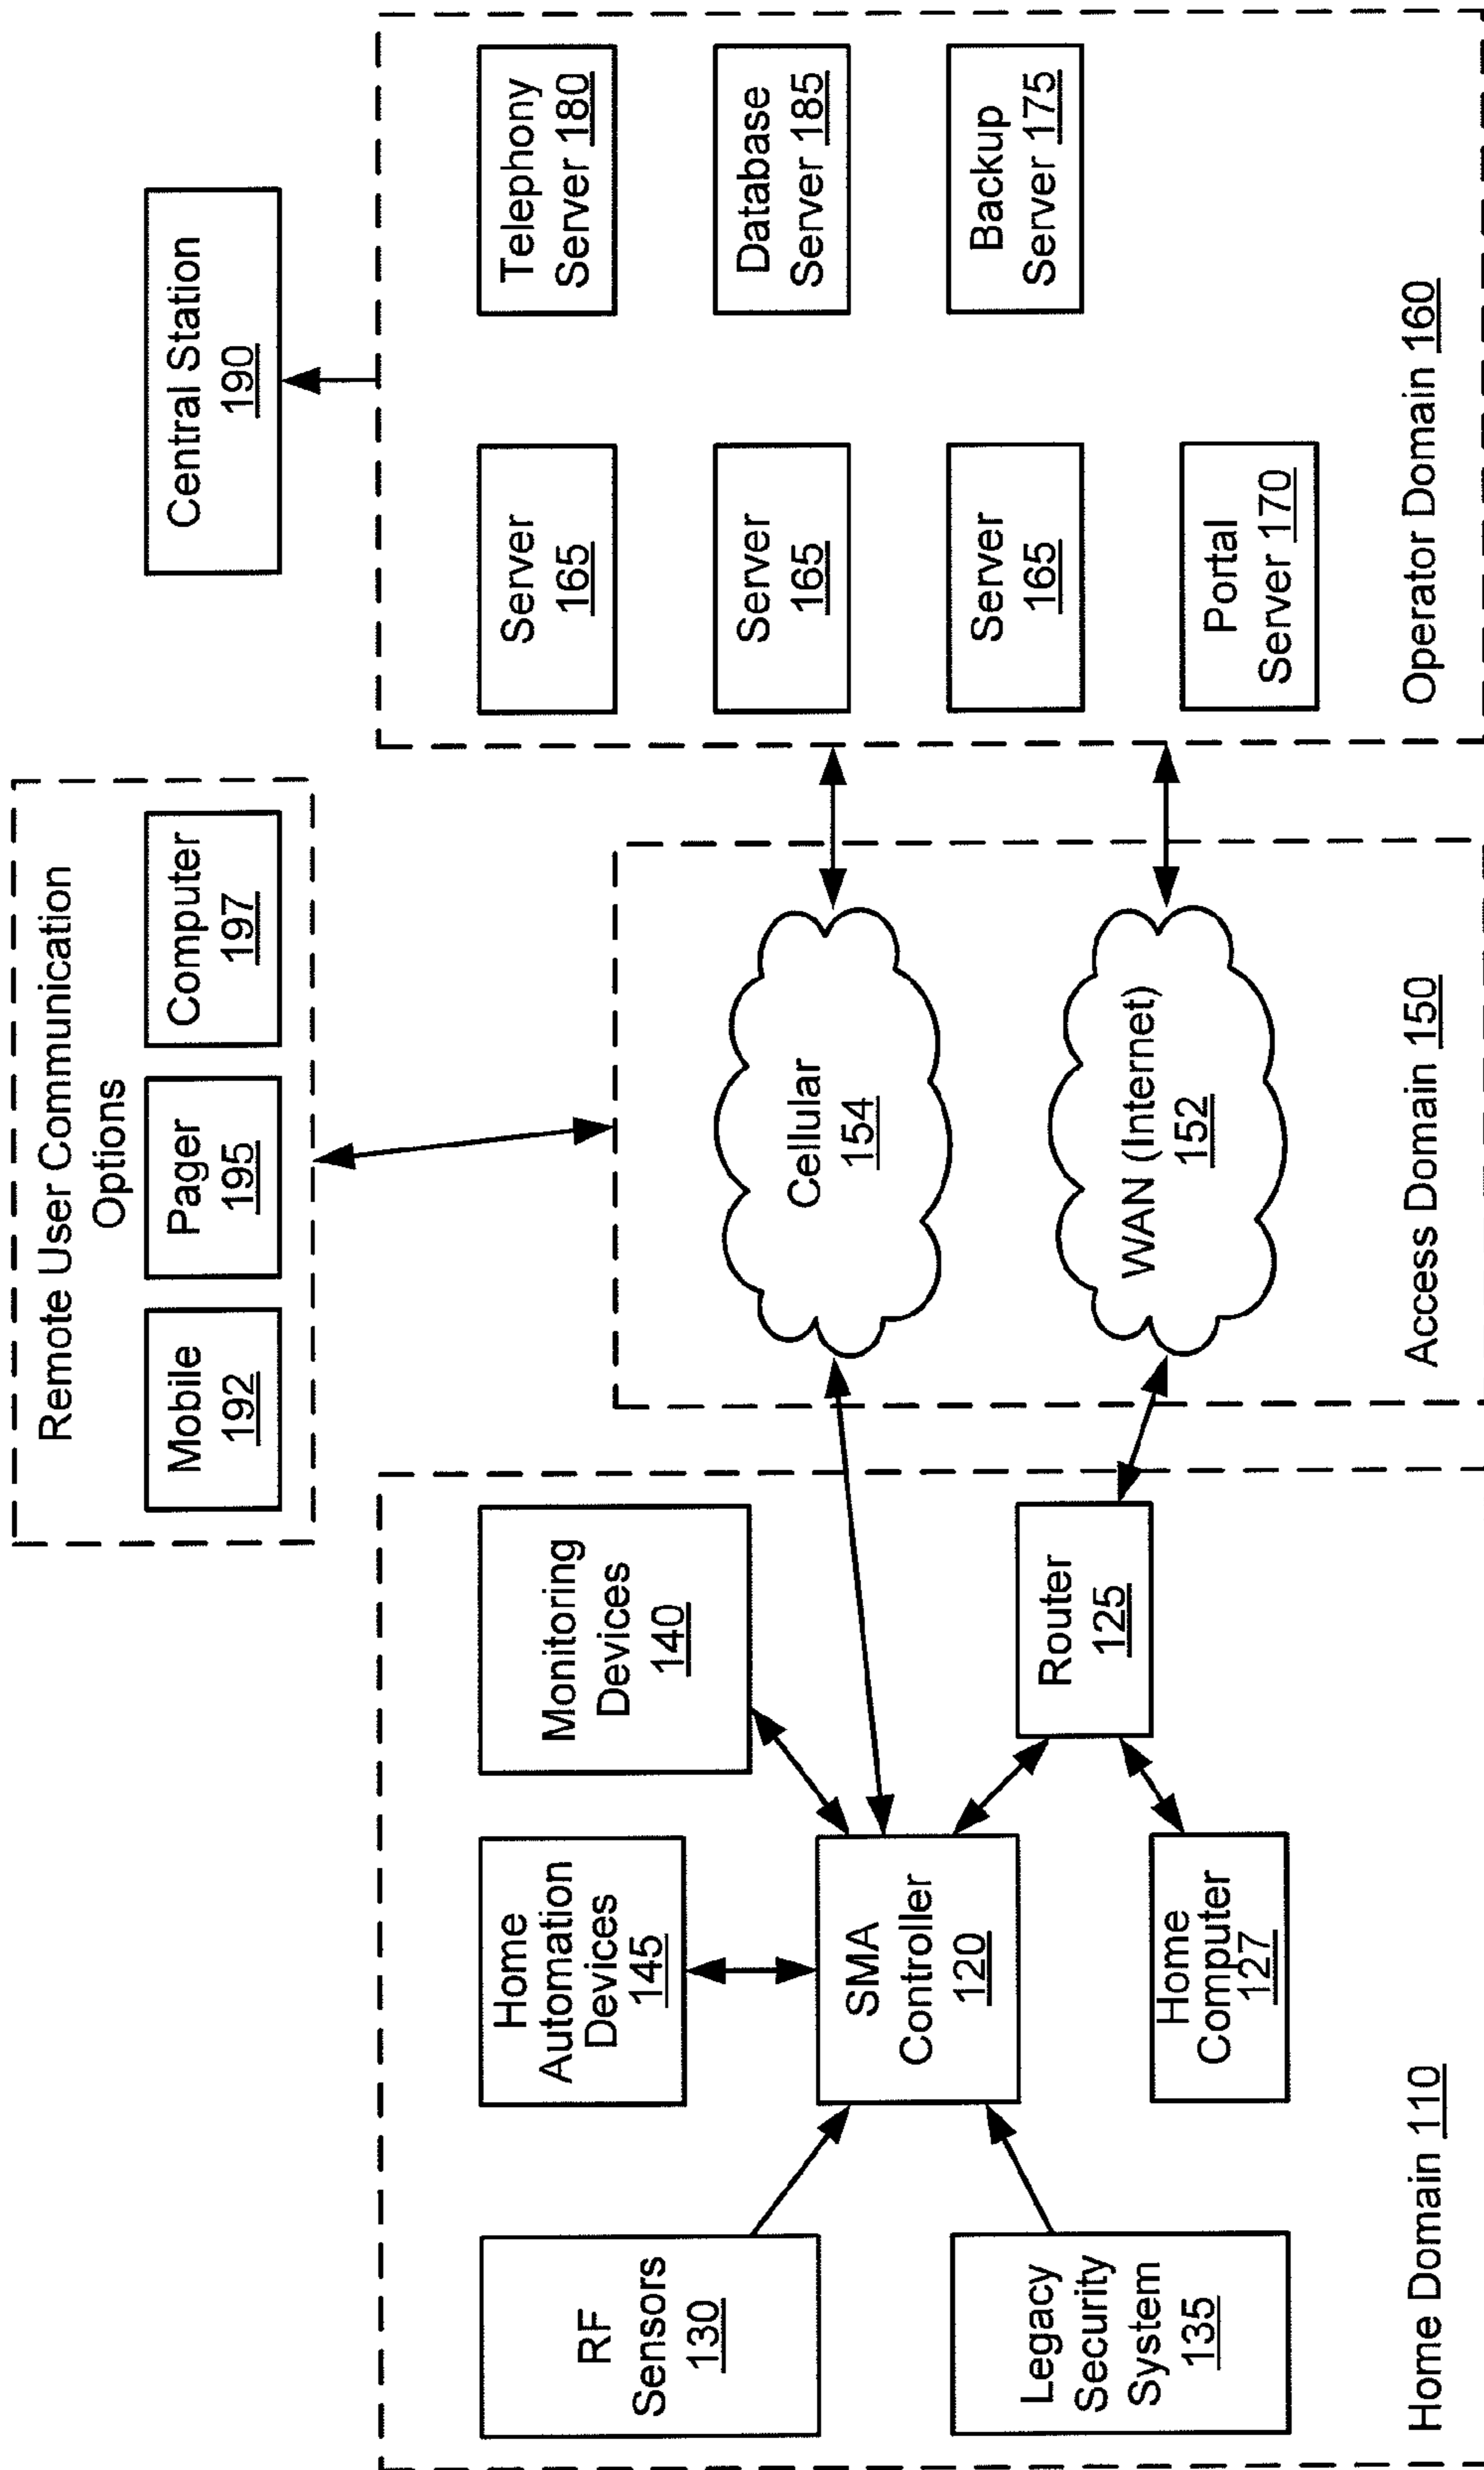 Remote User Communication
Options
Mobile
192
Pager
195
Computer
197
Central Station
190
RF
Sensors
130
Legacy
Security
System
135
Home
Automation
Devices
145
SMA
Controller
120
Home
Computer
127
Monitoring
Devices
140
Router
125
Home Domain 110
Cellular
154
WAN (Internet)
152
Access Domain 150
Server
165
Server
165
Server
165
Portal
Server 170
Telephony
Server 180
Database
Server 185
Backup
Server 175
Operator Domain 160